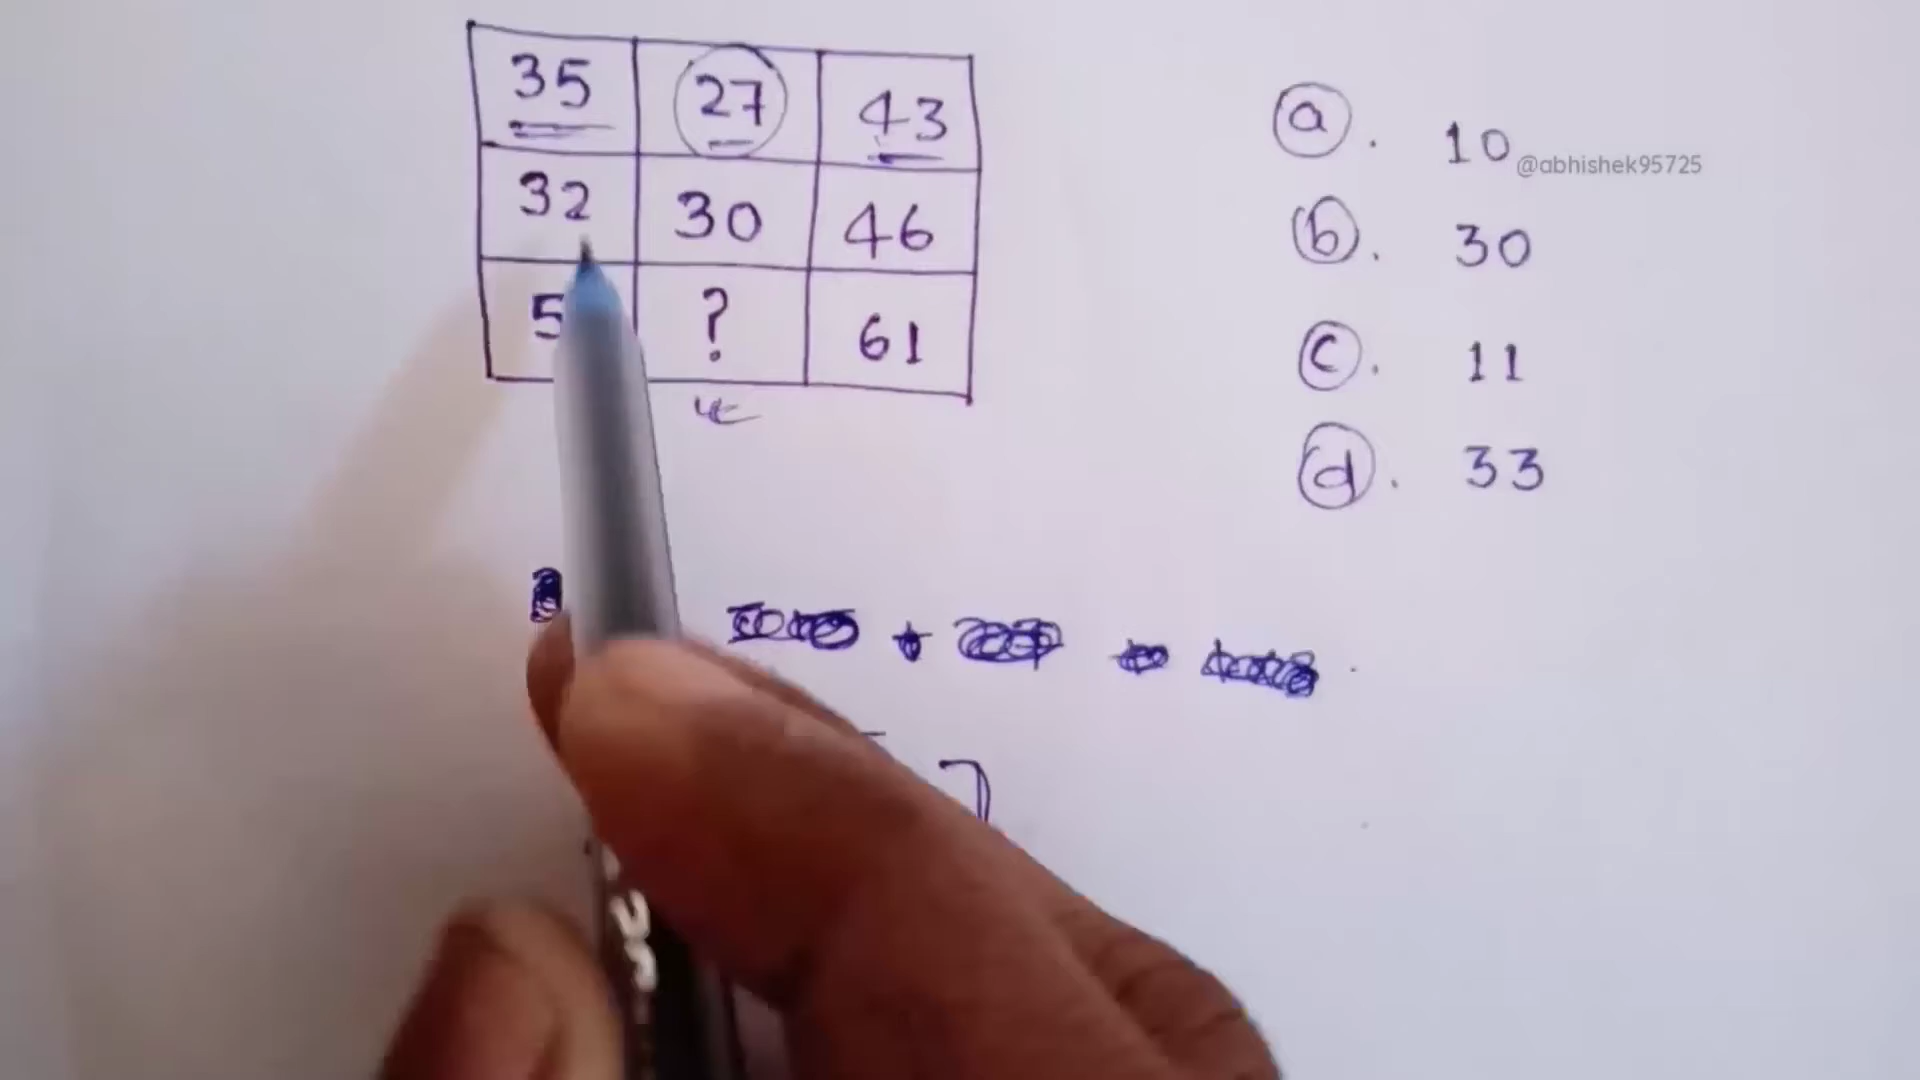 35 27 43
32 30 46
5 ? 61
a. 10
@abhishek95725
b. 30
c. 11
d. 33